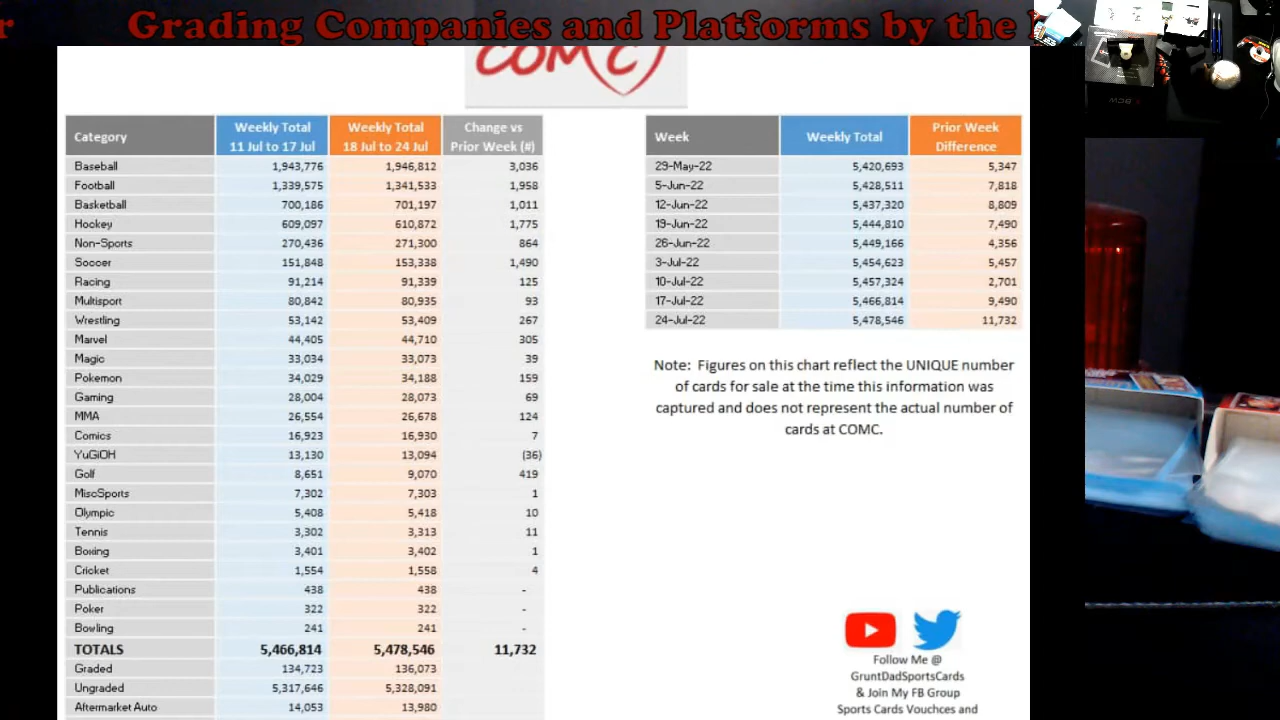 Grading Companies and Platforms by the
COMC
Category Weekly Total 11 Jul to 17 Jul Weekly Total 18 Jul to 24 Jul Change vs Prior Week (#)
Baseball 1,943,776 1,946,812 3,036
Football 1,339,575 1,341,533 1,958
Basketball 700,186 701,197 1,011
Hockey 609,097 610,872 1,775
Non-Sports 270,436 271,300 864
Soccer 151,848 153,338 1,490
Racing 91,214 91,339 125
Multisport 80,842 80,935 93
Wrestling 53,142 53,409 267
Marvel 44,405 44,710 305
Magic 33,034 33,073 39
Pokemon 34,029 34,188 159
Gaming 28,004 28,073 69
MMA 26,554 26,678 124
Comics 16,923 16,930 7
YuGiOH 13,130 13,094 (36)
Golf 8,651 9,070 419
MiscSports 7,302 7,303 1
Olympic 5,408 5,418 10
Tennis 3,302 3,313 11
Boxing 3,401 3,402 1
Cricket 1,554 1,558 4
Publications 438 438 -
Poker 322 322 -
Bowling 241 241 -
TOTALS 5,466,814 5,478,546 11,732
Graded 134,723 136,073
Ungraded 5,317,646 5,328,091
Aftermarket Auto 14,053 13,980
Week Weekly Total Prior Week Difference
29-May-22 5,420,693 5,347
5-Jun-22 5,428,511 7,818
12-Jun-22 5,437,320 8,809
19-Jun-22 5,444,810 7,490
26-Jun-22 5,449,166 4,356
3-Jul-22 5,454,623 5,457
10-Jul-22 5,457,324 2,701
17-Jul-22 5,466,814 9,490
24-Jul-22 5,478,546 11,732
Note: Figures on this chart reflect the UNIQUE number
of cards for sale at the time this information was
captured and does not represent the actual number of
cards at COMC.
Follow Me @
GruntDadSportsCards
& Join My FB Group
Sports Cards Vouchces and